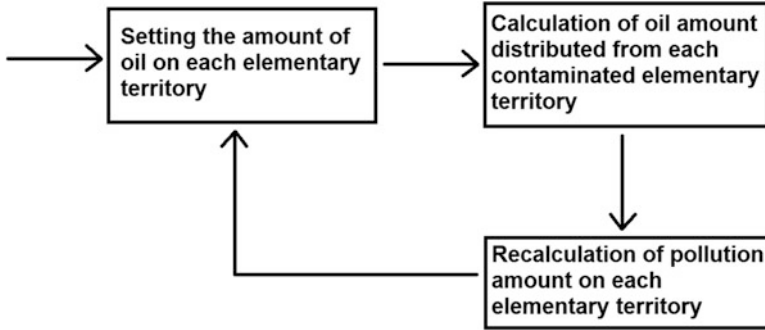 Setting the amount of
oil on each elementary
territory
Calculation of oil amount
distributed from each
contaminated elementary
territory
Recalculation of pollution
amount on each
elementary territory